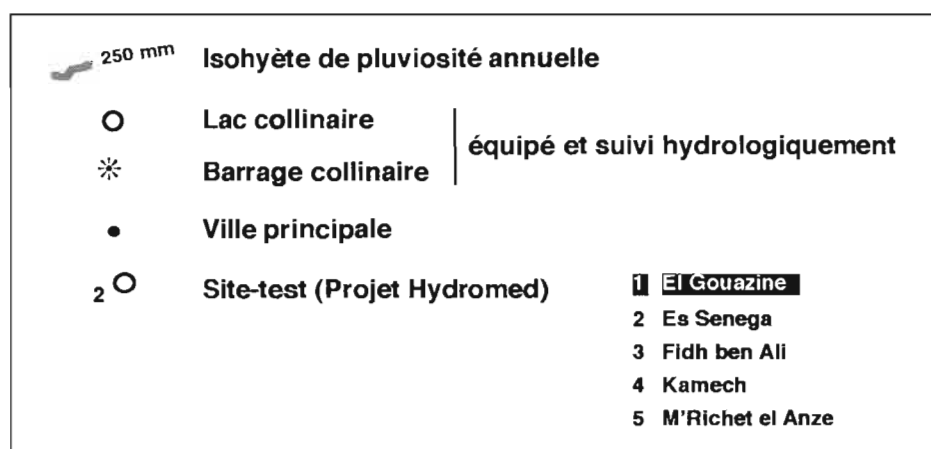 250 mm Isohyète de pluviosité annuelle
Lac collinaire
équipé et suivi hydrologiquement
Barrage collinaire
Ville principale
2 Site-test (Projet Hydromed)
1 El Gouazine
2 Es Senega
3 Fidh ben Ali
4 Kamech
5 M'Richet el Anze